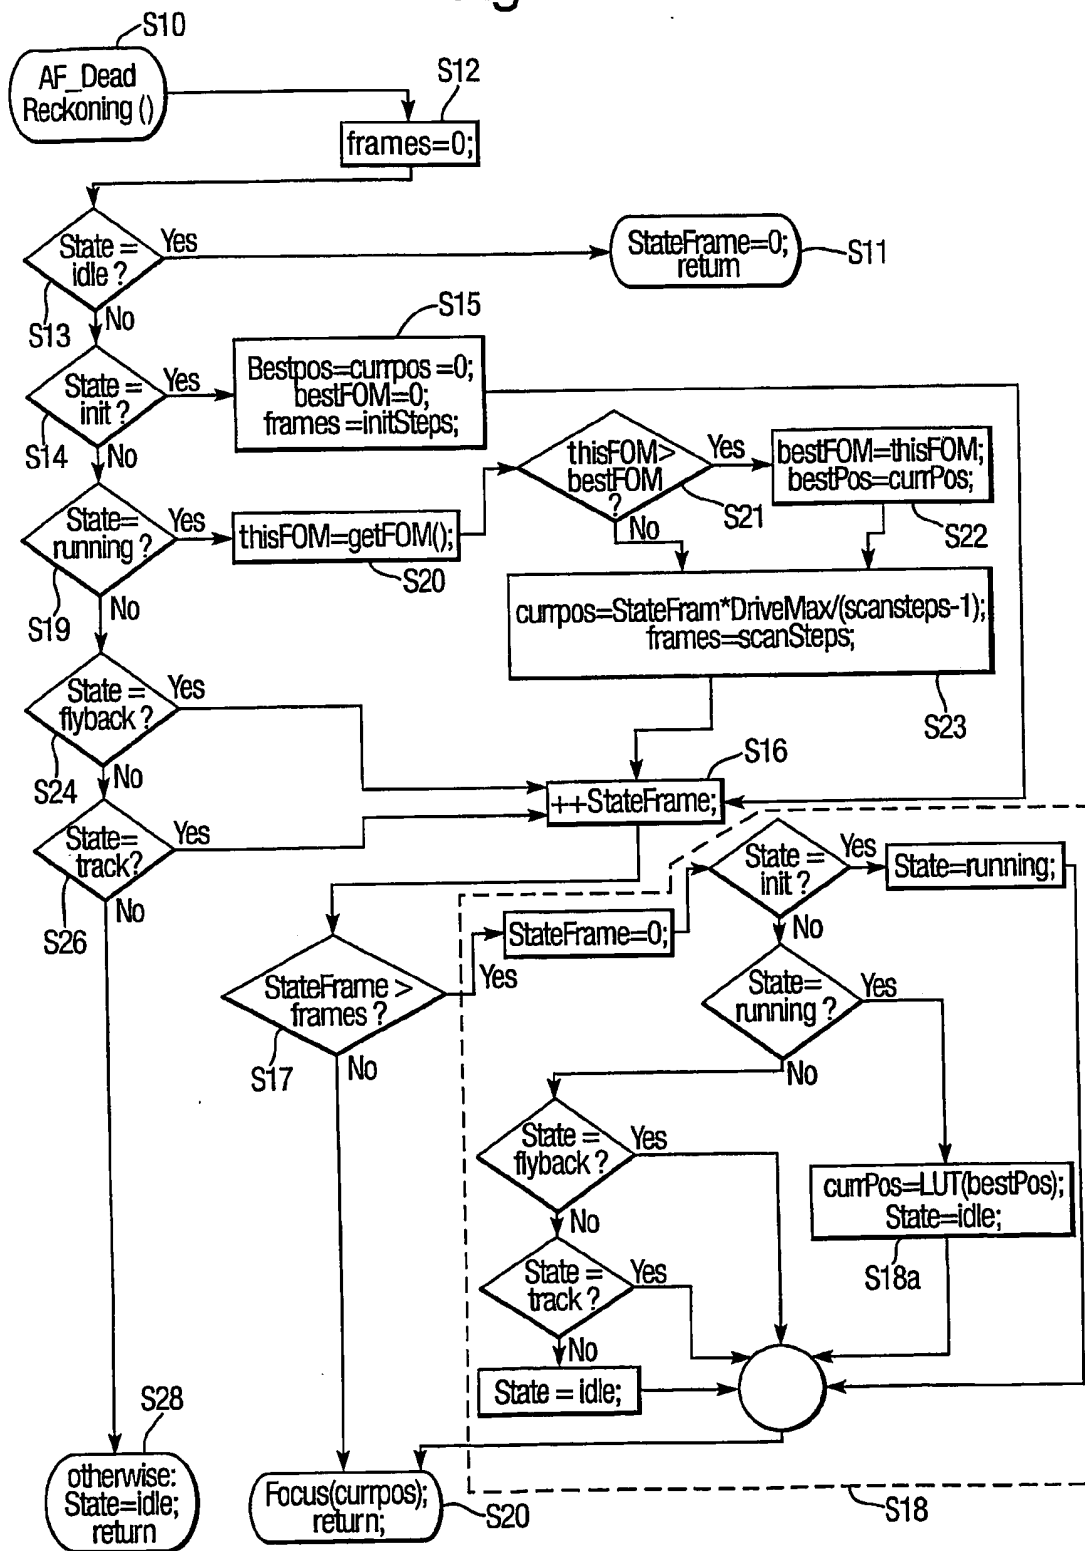 S10
AF_Dead
Reckoning ()
S12
frames=0;
State =
idle ?
Yes
StateFrame=0;
return
S11
S13
No
S15
State =
init ?
Yes
Bestpos=currpos =0;
bestFOM=0;
frames =initSteps;
S14
No
thisFOM>
bestFOM
?
Yes
bestFOM=thisFOM;
bestPos=currPos;
S21
No
S22
State=
running ?
Yes
thisFOM=getFOM();
S20
S19
No
currpos=StateFram*DriveMax/(scansteps-1);
frames=scanSteps;
S23
State =
flyback ?
Yes
S24
No
S16
++StateFrame;
State=
track?
Yes
S26
No
State =
init ?
Yes
State=running;
No
StateFrame=0;
StateFrame >
frames ?
Yes
S17
No
State=
running ?
Yes
No
State =
flyback ?
Yes
No
currPos=LUT(bestPos);
State=idle;
S18a
State =
track ?
Yes
No
State = idle;
S28
otherwise:
State=idle;
return
Focus(currpos);
return;
S20
S18